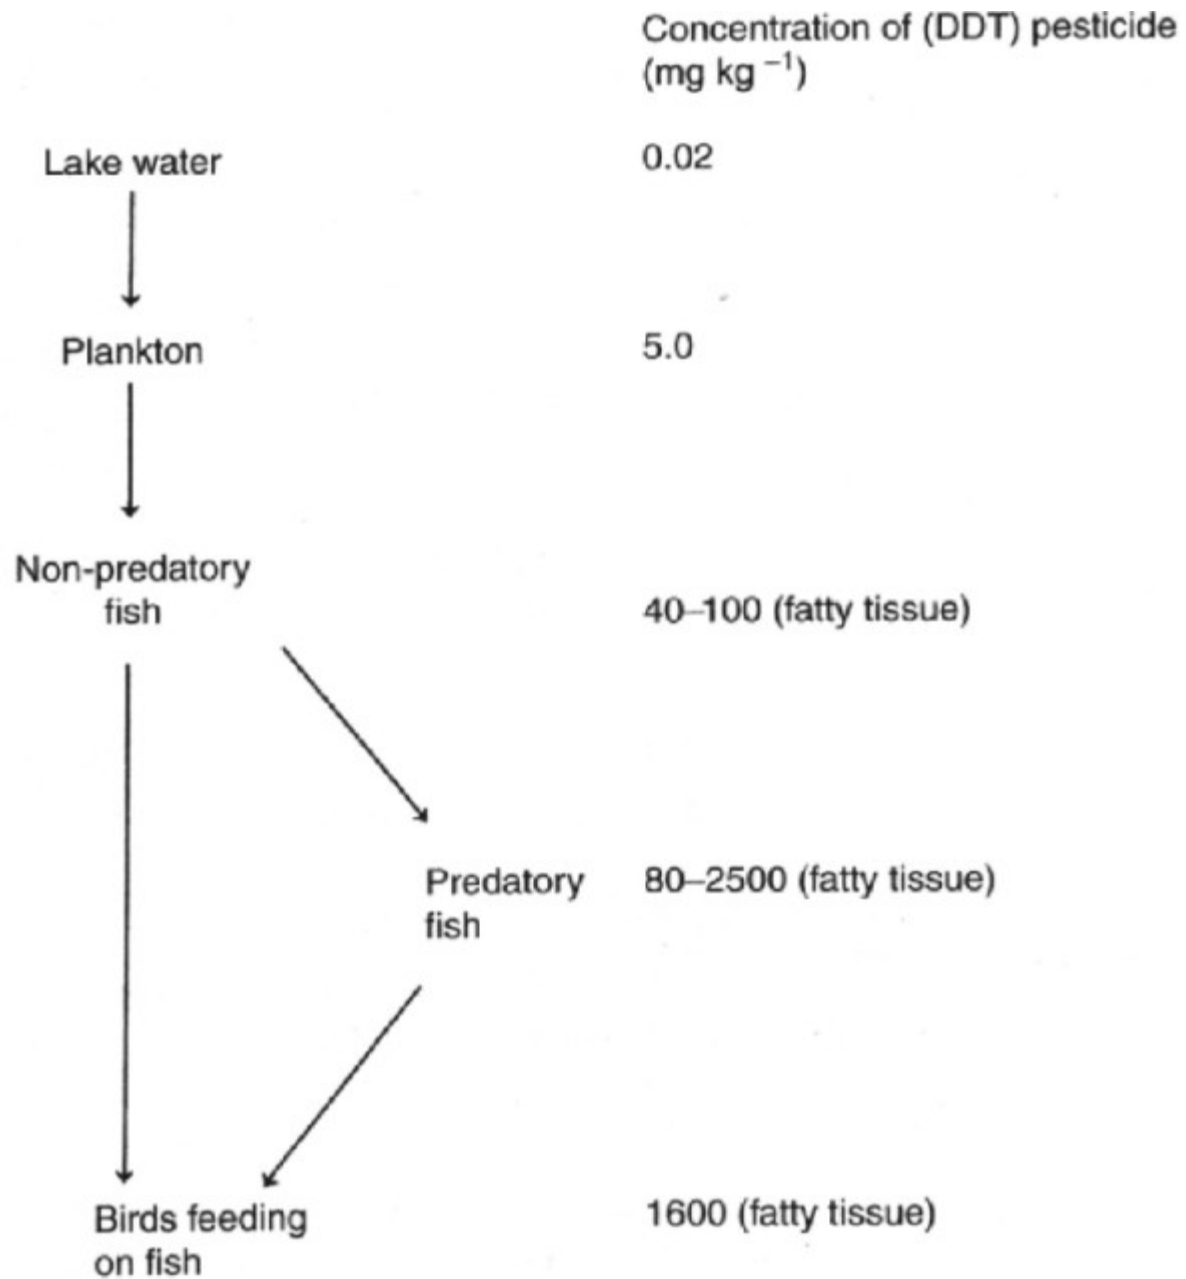 Concentration of (DDT) pesticide
(mg kg ⁻¹)
Lake water
0.02
Plankton
5.0
Non-predatory
fish
40–100 (fatty tissue)
Predatory
fish
80–2500 (fatty tissue)
Birds feeding
on fish
1600 (fatty tissue)